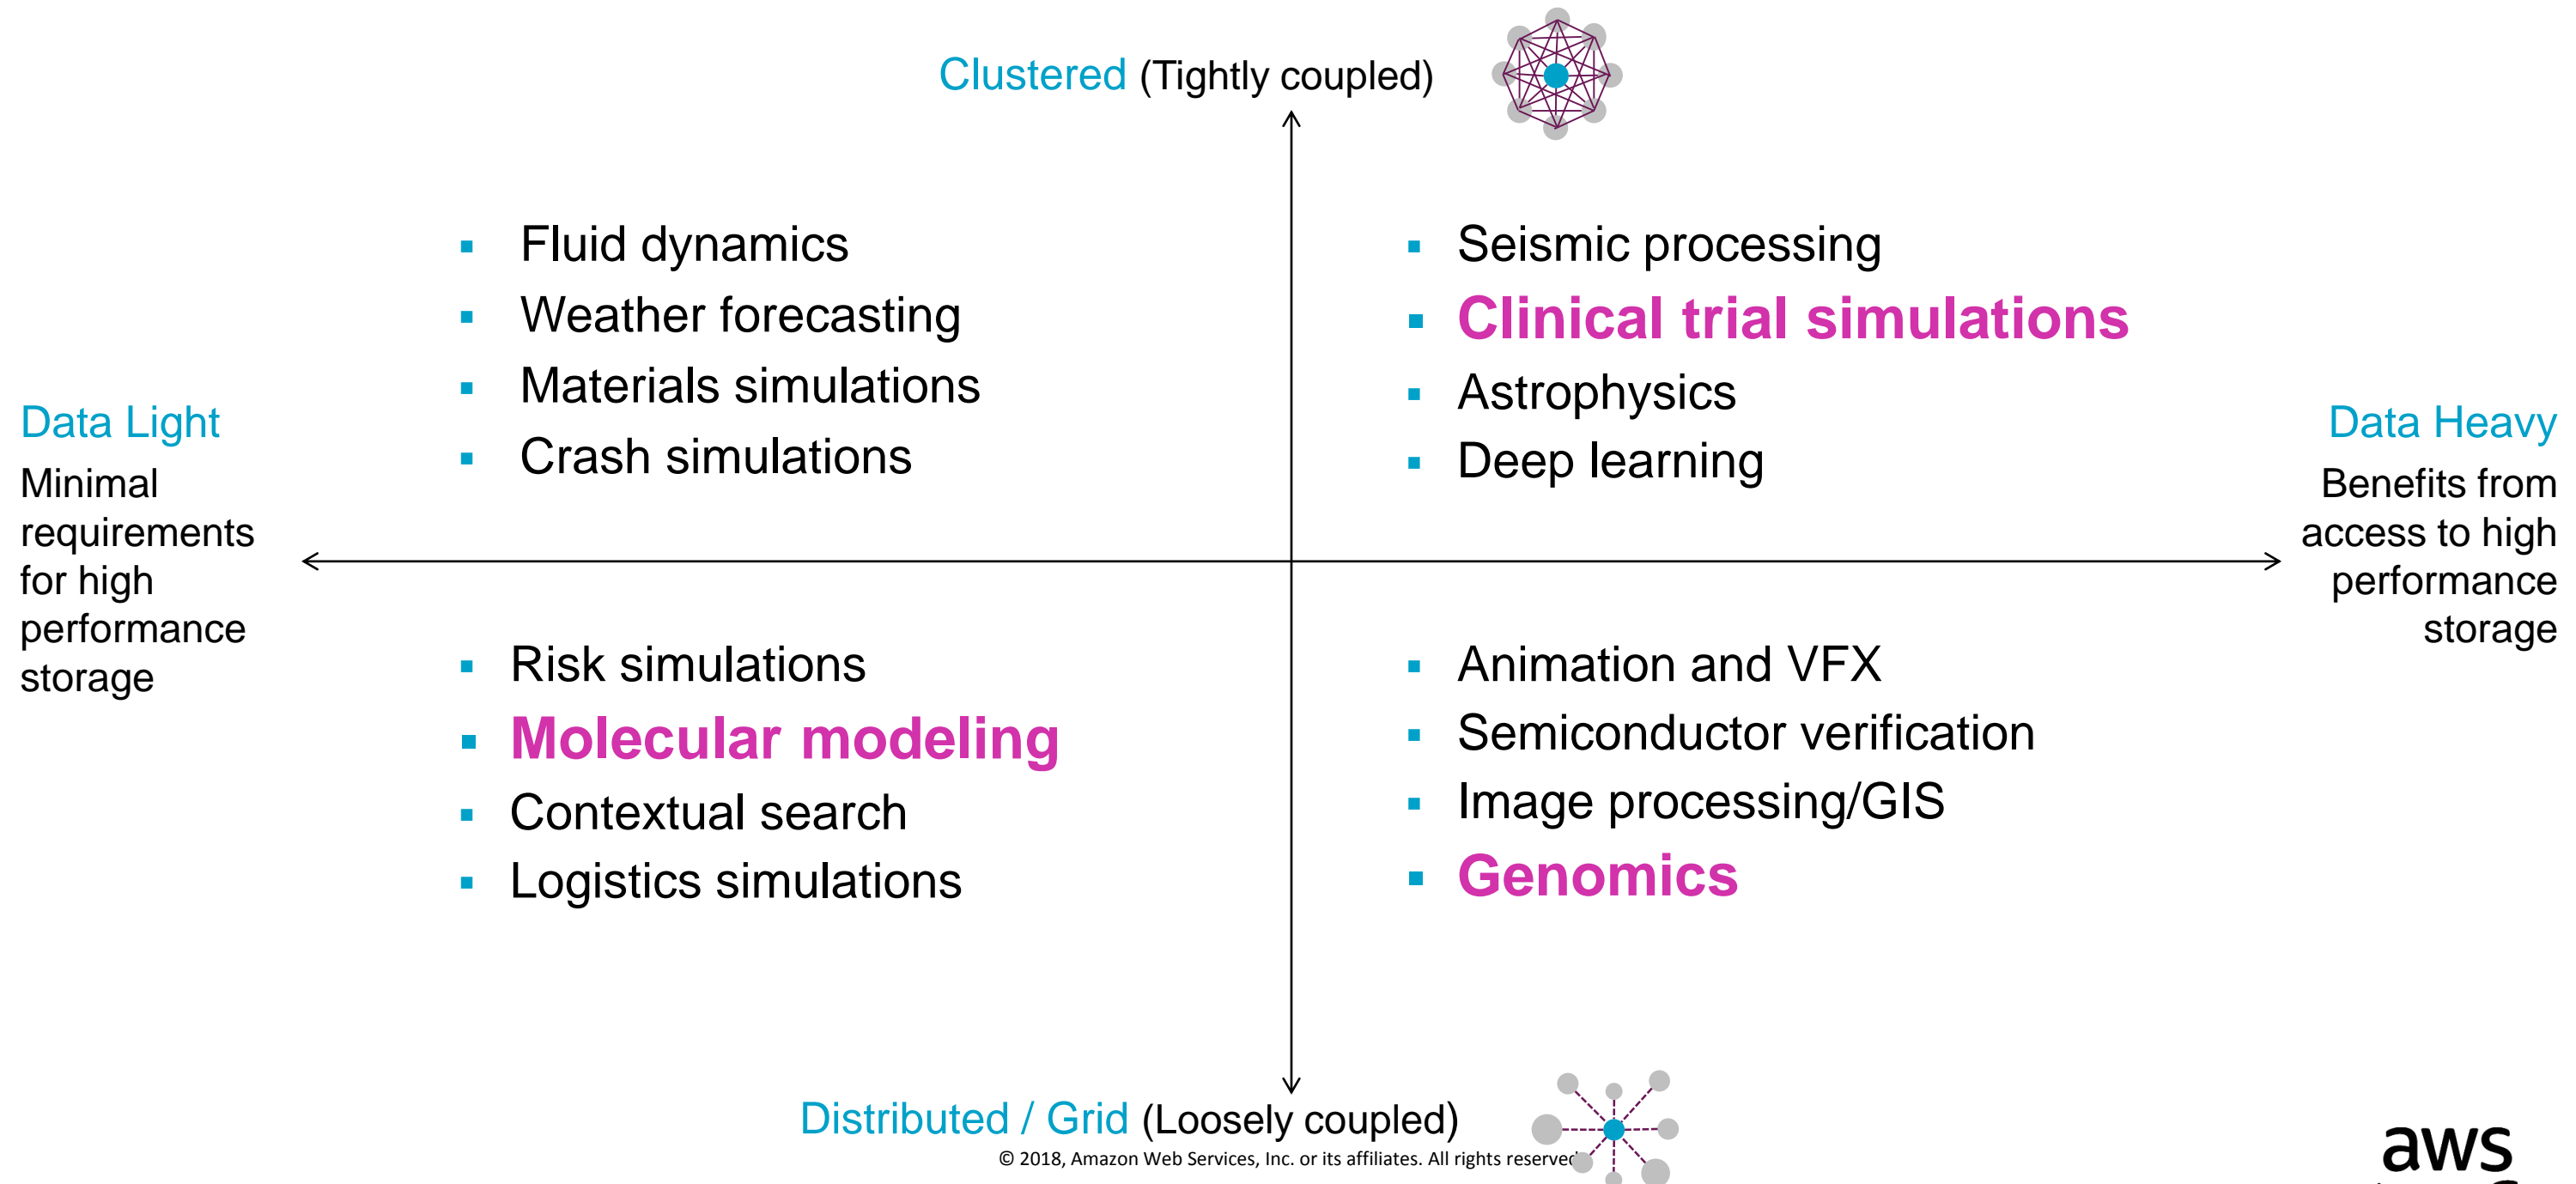 Clustered (Tightly coupled)
▪ Fluid dynamics
▪ Weather forecasting
▪ Materials simulations
▪ Crash simulations
▪ Seismic processing
▪ Clinical trial simulations
▪ Astrophysics
▪ Deep learning
Data Light
Minimal
requirements
for high
performance
storage
Data Heavy
Benefits from
access to high
performance
storage
▪ Risk simulations
▪ Molecular modeling
▪ Contextual search
▪ Logistics simulations
▪ Animation and VFX
▪ Semiconductor verification
▪ Image processing/GIS
▪ Genomics
Distributed / Grid (Loosely coupled)
© 2018, Amazon Web Services, Inc. or its affiliates. All rights reserved
aws